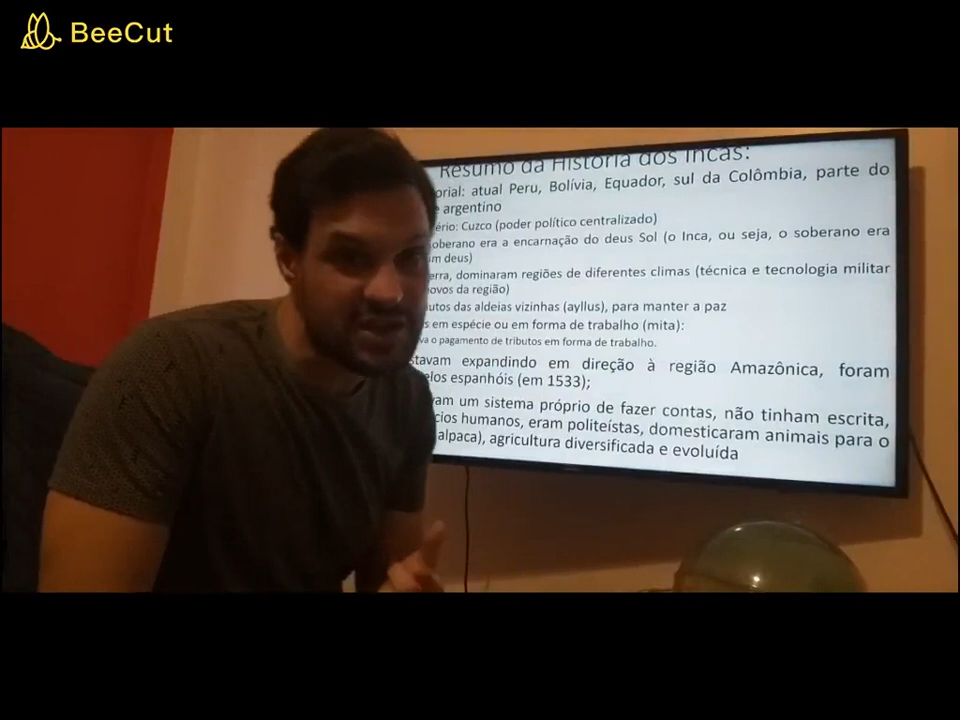 BeeCut
Resumo da História dos Incas:
orial: atual Peru, Bolívia, Equador, sul da Colômbia, parte do
e argentino
ério: Cuzco (poder político centralizado)
oberano era a encarnação do deus Sol (o Inca, ou seja, o soberano era
m deus)
erra, dominaram regiões de diferentes climas (técnica e tecnologia militar
ovos da região)
utos das aldeias vizinhas (ayllus), para manter a paz
s em espécie ou em forma de trabalho (mita):
va o pagamento de tributos em forma de trabalho.
stavam expandindo em direção à região Amazônica, foram
elos espanhóis (em 1533);
vam um sistema próprio de fazer contas, não tinham escrita,
cios humanos, eram politeístas, domesticaram animais para o
alpaca), agricultura diversificada e evoluída